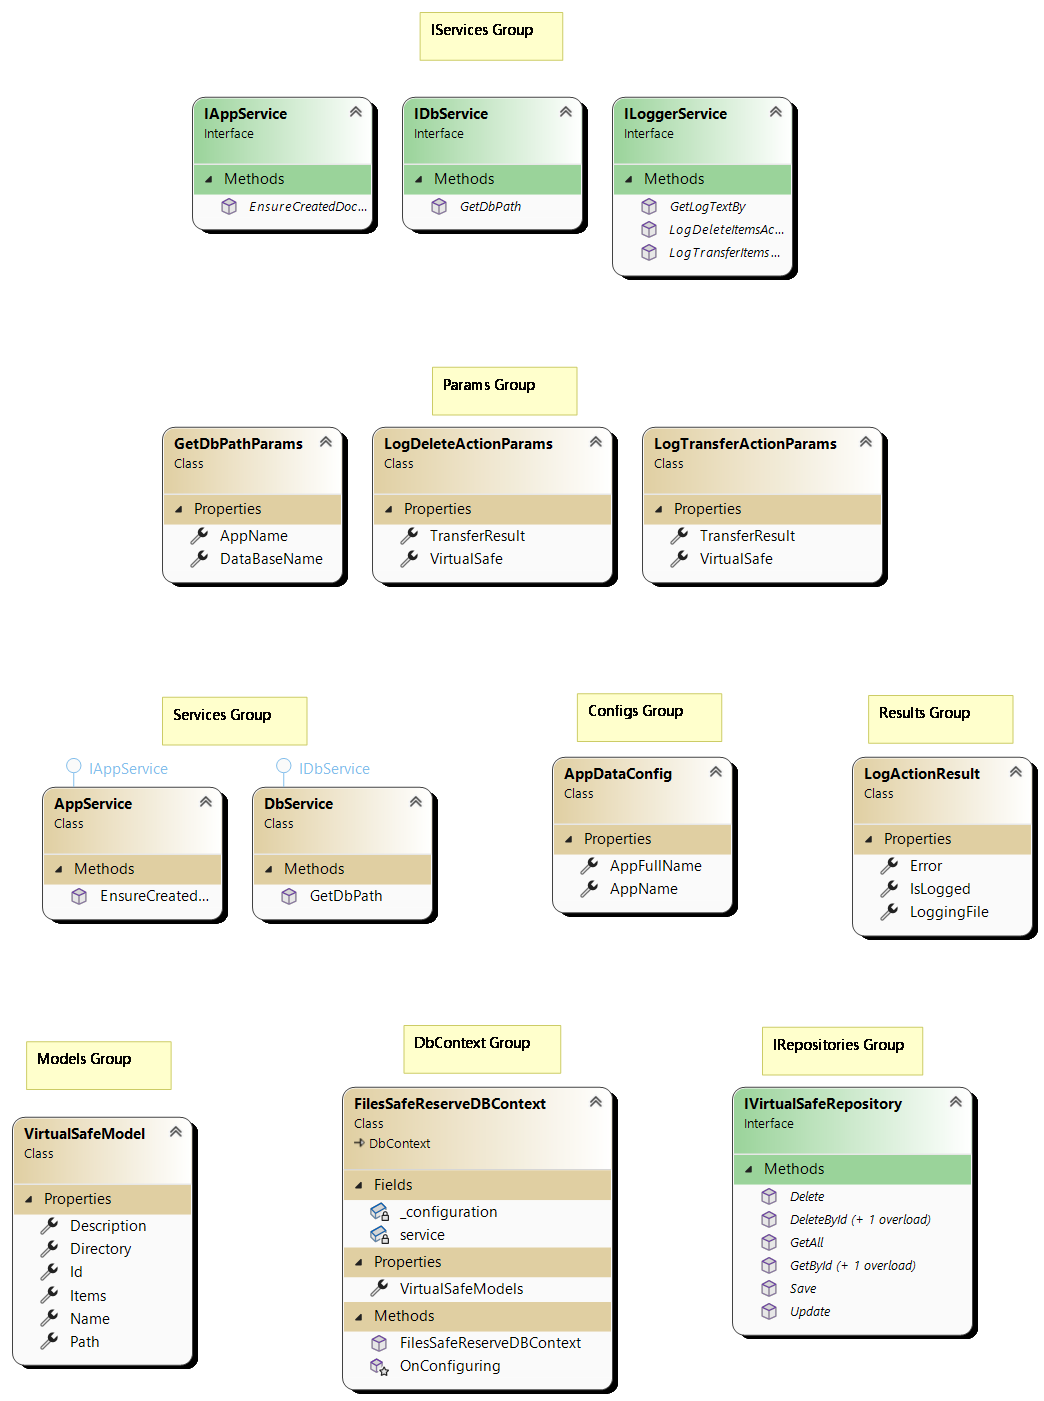 IServices Group
IAppService
Interface
Methods
EnsureCreatedDoc...
IDbService
Interface
Methods
GetDbPath
ILoggerService
Interface
Methods
GetLogTextBy
LogDeleteItemsAc...
LogTransferItems...
Params Group
GetDbPathParams
Class
Properties
AppName
DataBaseName
LogDeleteActionParams
Class
Properties
TransferResult
VirtualSafe
LogTransferActionParams
Class
Properties
TransferResult
VirtualSafe
Services Group
IAppService
AppService
Class
Methods
EnsureCreated...
IDbService
DbService
Class
Methods
GetDbPath
Configs Group
AppDataConfig
Class
Properties
AppFullName
AppName
Results Group
LogActionResult
Class
Properties
Error
IsLogged
LoggingFile
Models Group
VirtualSafeModel
Class
Properties
Description
Directory
Id
Items
Name
Path
DbContext Group
FilesSafeReserveDBContext
Class
DbContext
Fields
_configuration
service
Properties
VirtualSafeModels
Methods
FilesSafeReserveDBContext
OnConfiguring
IRepositories Group
IVirtualSafeRepository
Interface
Methods
Delete
DeleteById (+ 1 overload)
GetAll
GetById (+ 1 overload)
Save
Update